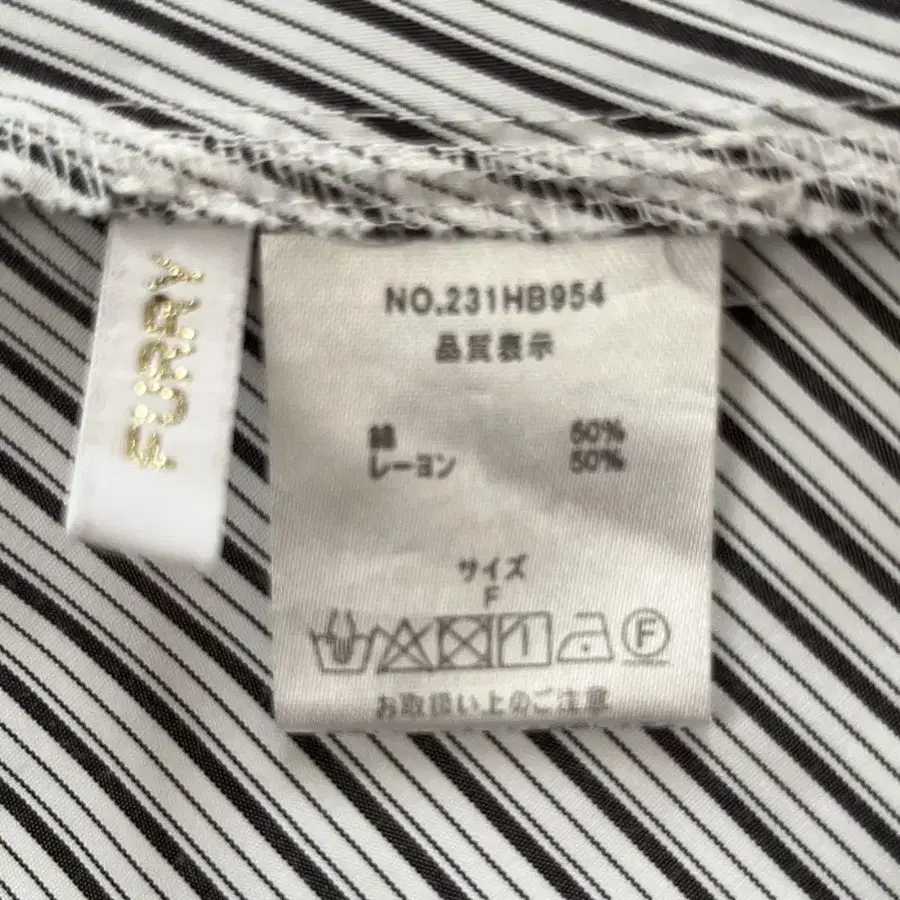 FURRY
NO.231HB954
品質表示
綿 50%
レーヨン 50%
サイズ
F
F
お取扱い上のご注意